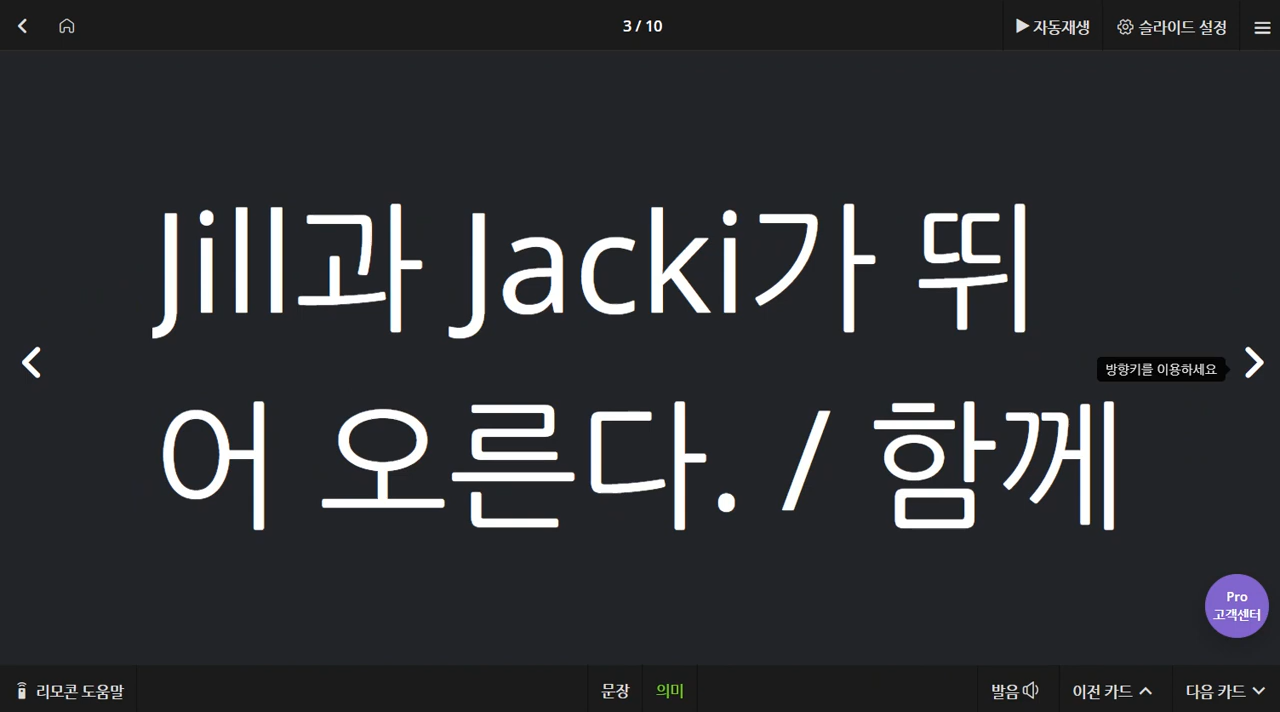 3 / 10
자동재생
슬라이드 설정
Jill과 Jacki가 뛰
어 오른다. / 함께
방향키를 이용하세요
Pro
고객센터
리모콘 도움말
문장
의미
발음
이전 카드
다음 카드